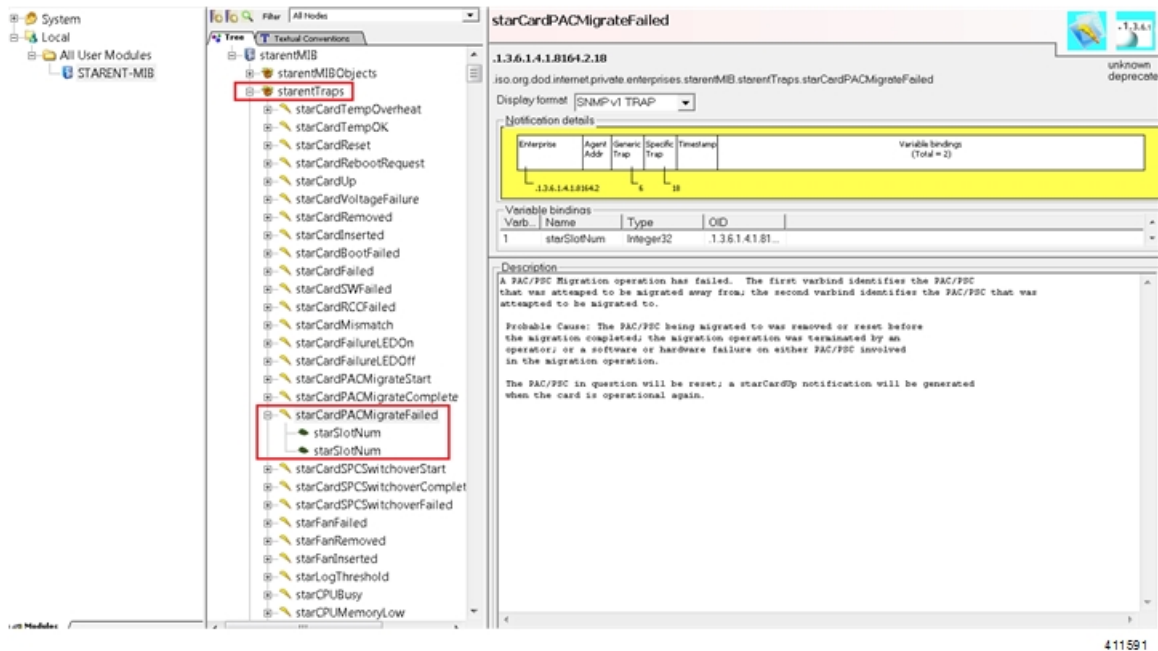 System
Local
All User Modules
STARENT-MIB
Modules
Filter All Nodes
Tree Textual Conventions
starentMIB
starentMIBObjects
starentTraps
starCardTempOverheat
starCardTempOK
starCardReset
starCardRebootRequest
starCardUp
starCardVoltageFailure
starCardRemoved
starCardInserted
starCardBootFailed
starCardFailed
starCardSWFailed
starCardRCCFailed
starCardMismatch
starCardFailureLEDOn
starCardFailureLEDOff
starCardPACMigrateStart
starCardPACMigrateComplete
starCardPACMigrateFailed
starSlotNum
starSlotNum
starCardSPCSwitchoverStart
starCardSPCSwitchoverComplet
starCardSPCSwitchoverFailed
starFanFailed
starFanRemoved
starFanInserted
starLogThreshold
starCPUBusy
starCPUMemoryLow
starCardPACMigrateFailed
.1.3.6.1
.1.3.6.1.4.1.8164.2.18
unknown
deprecate
.iso.org.dod.internet.private.enterprises.starentMIB.starentTraps.starCardPACMigrateFailed
Display format SNMPv1 TRAP
Notification details
Enterprise Agent Addr Generic Trap Specific Trap Timestamp Variable bindings
(Total = 2)
.1.3.6.1.4.1.8164.2 6 18
Variable bindings
Varb... Name Type OID
1 starSlotNum Integer32 .1.3.6.1.4.1.81...
Description
A PAC/PSC Migration operation has failed. The first varbind identifies the PAC/PSC
that was attemped to be migrated away from; the second varbind identifies the PAC/PSC that was
attempted to be migrated to.
Probable Cause: The PAC/PSC being migrated to was removed or reset before
the migration completed; the migration operation was terminated by an
operator; or a software or hardware failure on either PAC/PSC involved
in the migration operation.
The PAC/PSC in question will be reset; a starCardUp notification will be generated
when the card is operational again.
411591